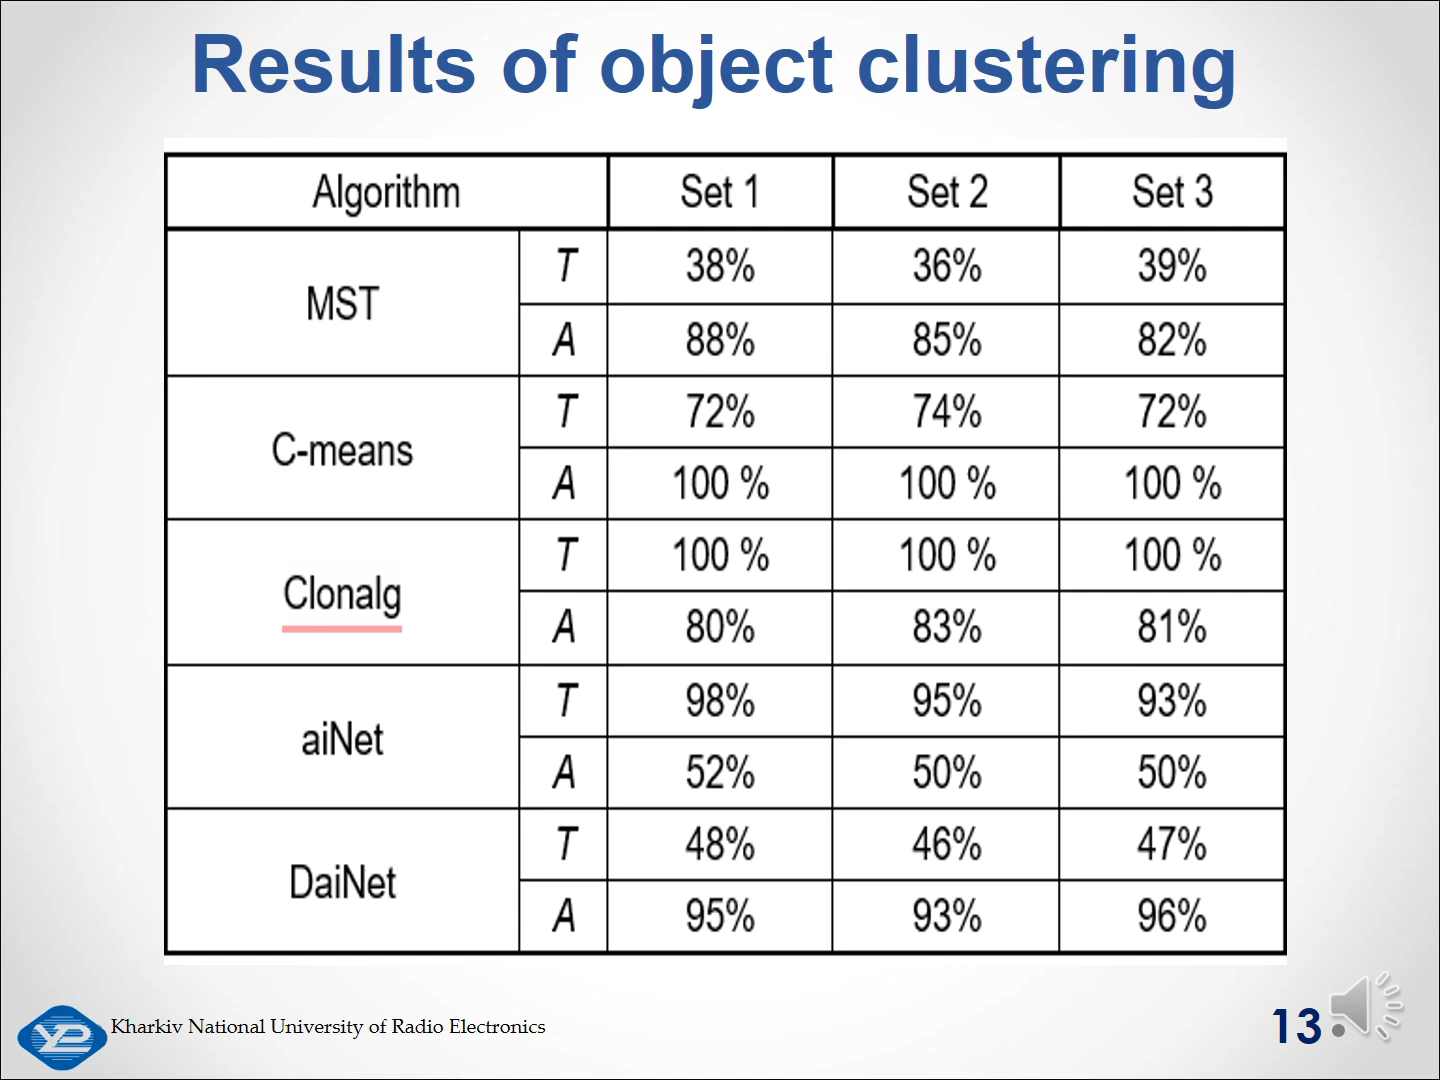 Results of object clustering
Algorithm Set 1 Set 2 Set 3
MST
T 38% 36% 39%
A 88% 85% 82%
C-means
T 72% 74% 72%
A 100 % 100 % 100 %
Clonalg
T 100 % 100 % 100 %
A 80% 83% 81%
aiNet
T 98% 95% 93%
A 52% 50% 50%
DaiNet
T 48% 46% 47%
A 95% 93% 96%
Kharkiv National University of Radio Electronics
13